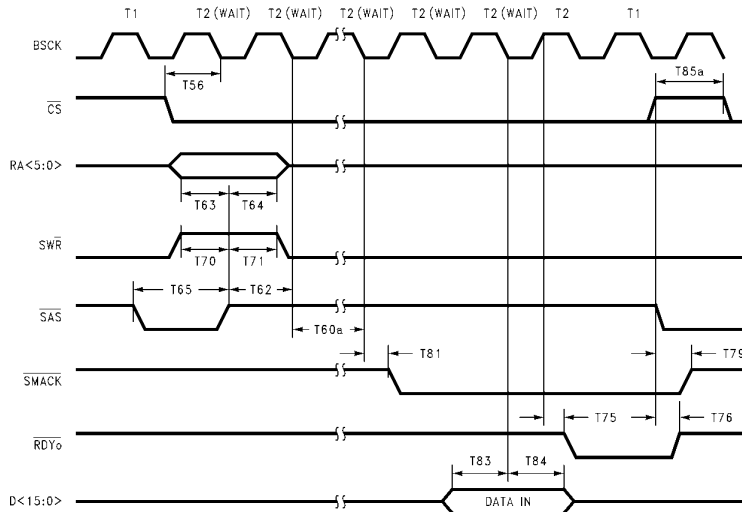 T1 T2 (WAIT) T2 (WAIT) T2 (WAIT) T2 (WAIT) T2 (WAIT) T2 T1
BSCK
T56
T85a
CS
RA<5:0>
T63 T64
SWR
T70 T71
T65 T62
SAS
T60a
T81 T79
SMACK
T75 T76
RDYo
T83 T84
D<15:0> DATA IN